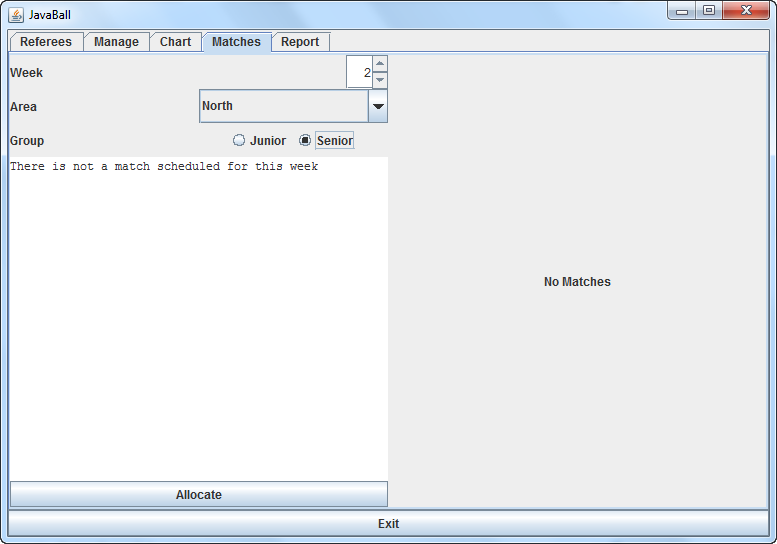 JavaBall
Referees Manage Chart Matches Report
Week 2
Area North
Group Junior Senior
There is not a match scheduled for this week
No Matches
Allocate
Exit